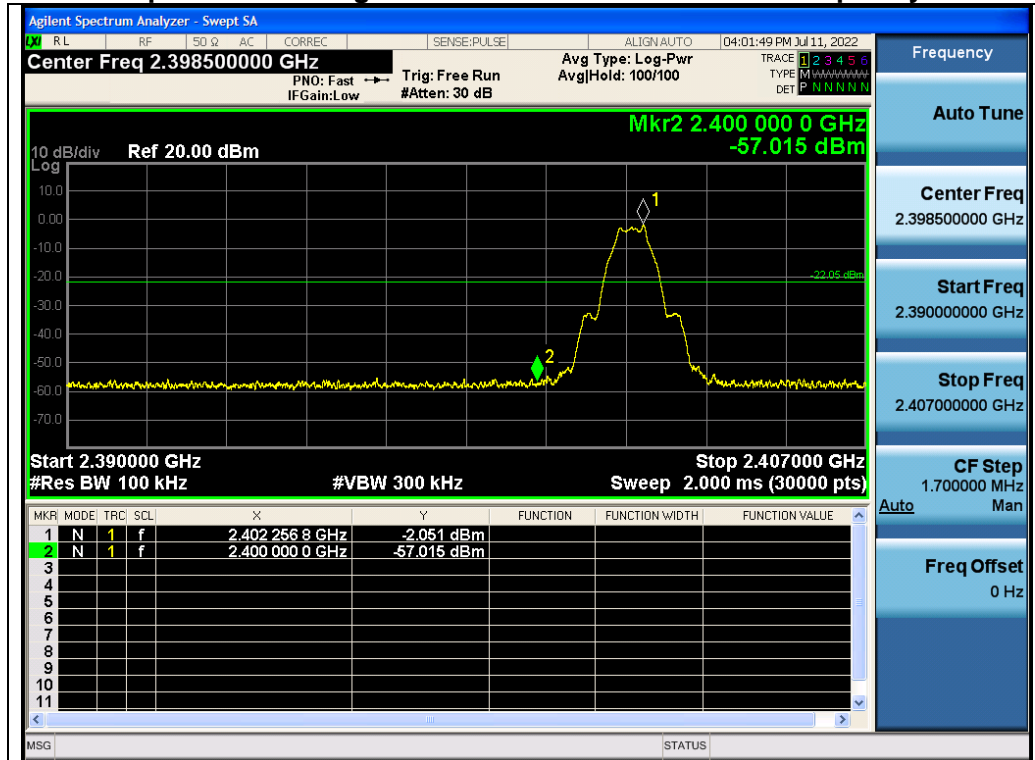 Agilent Spectrum Analyzer - Swept SA
LXI RL RF 50 Ω AC CORREC SENSE:PULSE ALIGN AUTO 04:01:49 PM Jul 11, 2022
Center Freq 2.398500000 GHz
PNO: Fast
IFGain:Low
Trig: Free Run
#Atten: 30 dB
Avg Type: Log-Pwr
Avg|Hold: 100/100
TRACE 1 2 3 4 5 6
TYPE M W W W W W
DET P N N N N N
Mkr2 2.400 000 0 GHz
-57.015 dBm
10 dB/div Ref 20.00 dBm
Log
10.0
0.00
-10.0
-20.0
-30.0
-40.0
-50.0
-60.0
-70.0
1
-22.05 dBm
2
Start 2.390000 GHz Stop 2.407000 GHz
#Res BW 100 kHz #VBW 300 kHz Sweep 2.000 ms (30000 pts)
MKR MODE TRC SCL X Y FUNCTION FUNCTION WIDTH FUNCTION VALUE
1 N 1 f 2.402 256 8 GHz -2.051 dBm
2 N 1 f 2.400 000 0 GHz -57.015 dBm
3
4
5
6
7
8
9
10
11
MSG STATUS
Frequency
Auto Tune
Center Freq
2.398500000 GHz
Start Freq
2.390000000 GHz
Stop Freq
2.407000000 GHz
CF Step
1.700000 MHz
Auto Man
Freq Offset
0 Hz